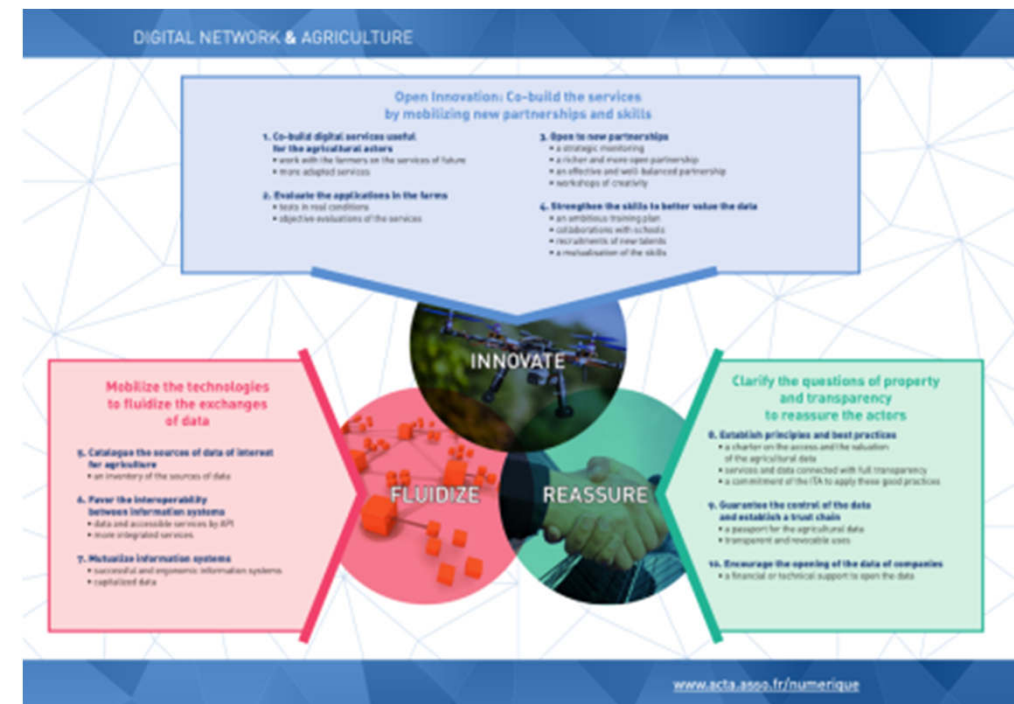 DIGITAL NETWORK & AGRICULTURE
Open Innovation: Co-build the services
by mobilizing new partnerships and skills
1. Co-build digital services useful
for the agricultural actors
• work with the farmers on the services of future
• more adapted services
2. Evaluate the applications in the farms
• tests in real conditions
• objective evaluations of the services
3. Open to new partnerships
• a strategic monitoring
• a richer and more open partnership
• an effective and well-balanced partnership
• workshops of creativity
4. Strengthen the skills to better value the data
• an ambitious training plan
• collaborations with schools
• recruitments of new talents
• a mutualisation of the skills
INNOVATE
Mobilize the technologies
to fluidize the exchanges
of data
5. Catalogue the sources of data of interest
for agriculture
• an inventory of the sources of data
6. Favor the interoperability
between information systems
• data and accessible services by API
• more integrated services
7. Mutualize information systems
• successful and ergonomic information systems
• capitalized data
FLUIDIZE
REASSURE
Clarify the questions of property
and transparency
to reassure the actors
8. Establish principles and best practices
• a charter on the access and the valuation
of the agricultural data
• services and data connected with full transparency
• a commitment of the ITA to apply these good practices
9. Guarantee the control of the data
and establish a trust chain
• a passport for the agricultural data
• transparent and revocable uses
10. Encourage the opening of the data of companies
• a financial or technical support to open the data
www.acta.asso.fr/numerique